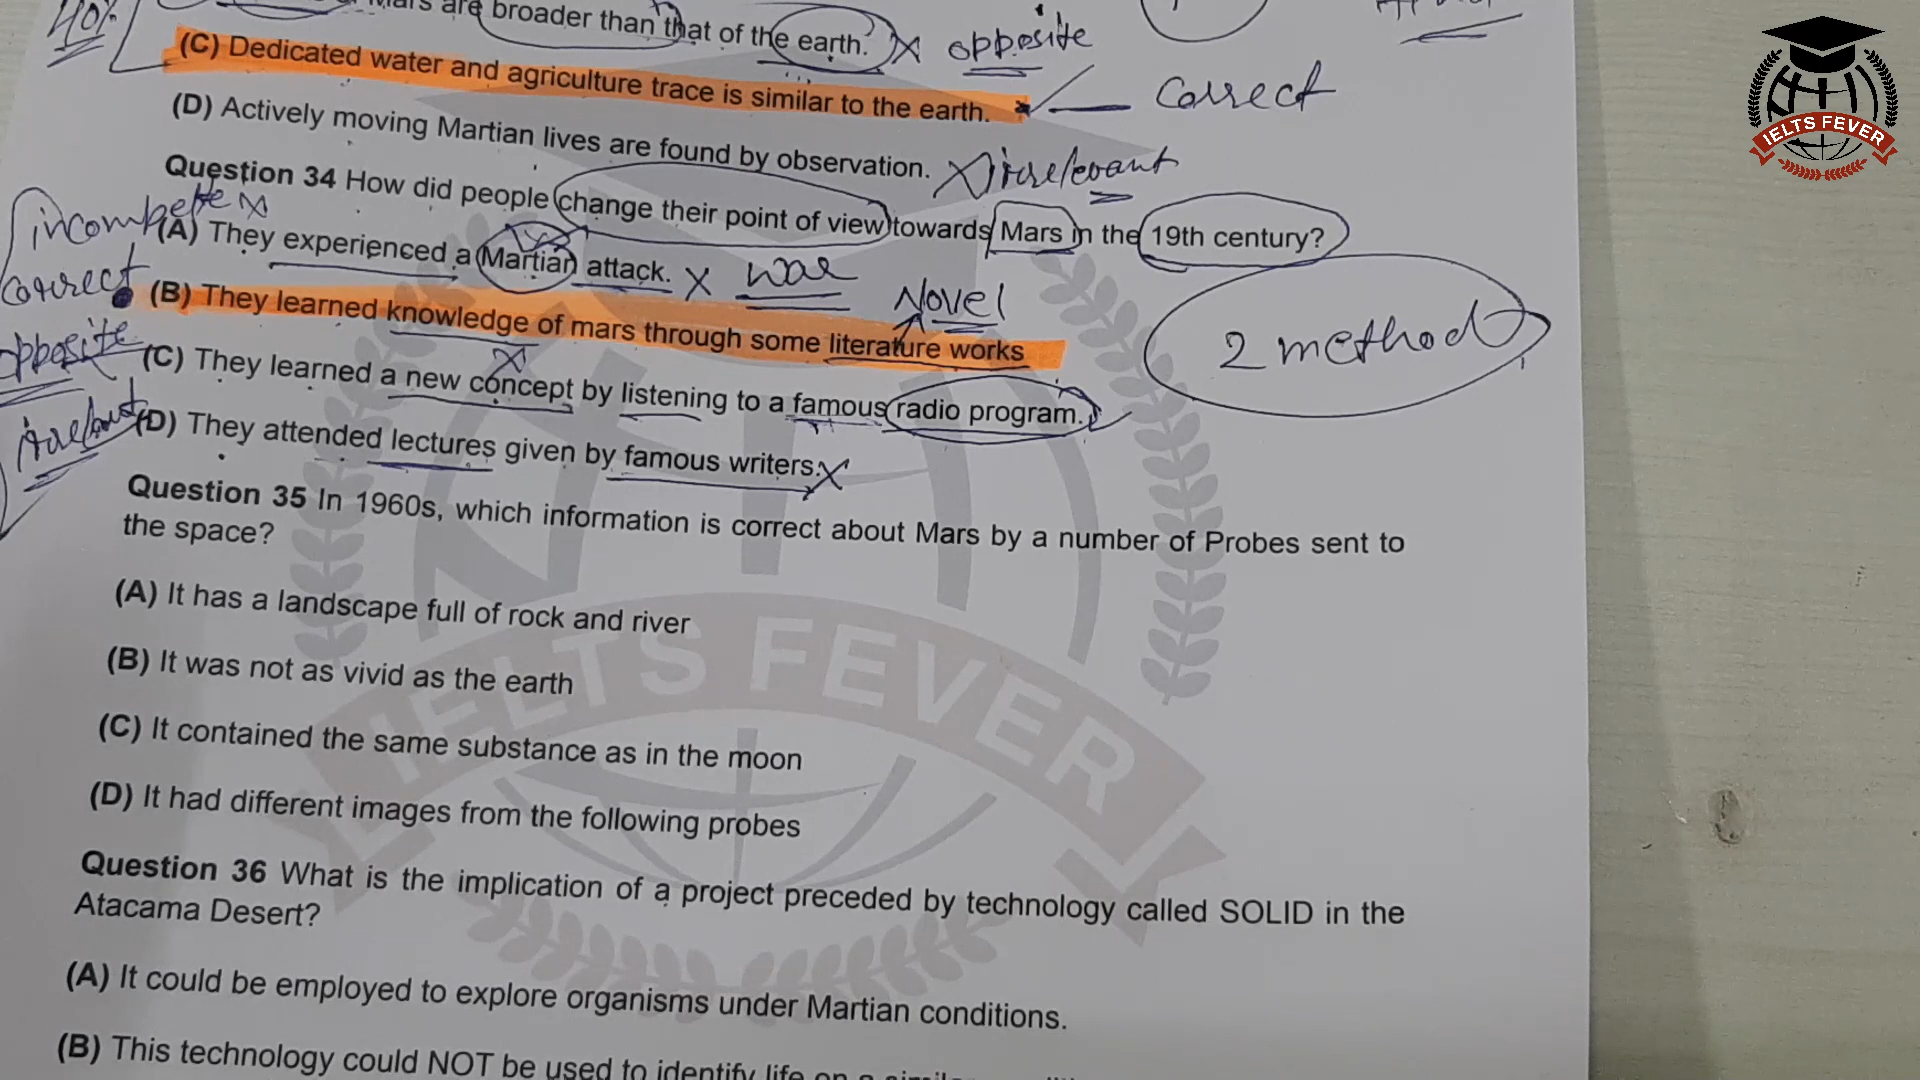 40%
Mars are broader than that of the earth. opposite
(C) Dedicated water and agriculture trace is similar to the earth. Correct
(D) Actively moving Martian lives are found by observation. irrelevant
Question 34 How did people change their point of view towards Mars in the 19th century?
(A) They experienced a Martian attack. X war
correct
Novel
(B) They learned knowledge of mars through some literature works
2 method
opposite
(C) They learned a new concept by listening to a famous radio program.
(D) They attended lectures given by famous writers. X
Question 35 In 1960s, which information is correct about Mars by a number of Probes sent to
the space?
(A) It has a landscape full of rock and river
(B) It was not as vivid as the earth
(C) It contained the same substance as in the moon
(D) It had different images from the following probes
Question 36 What is the implication of a project preceded by technology called SOLID in the
Atacama Desert?
(A) It could be employed to explore organisms under Martian conditions.
(B) This technology could NOT be used to identify life on a
IELTS FEVER
IELTS FEVER